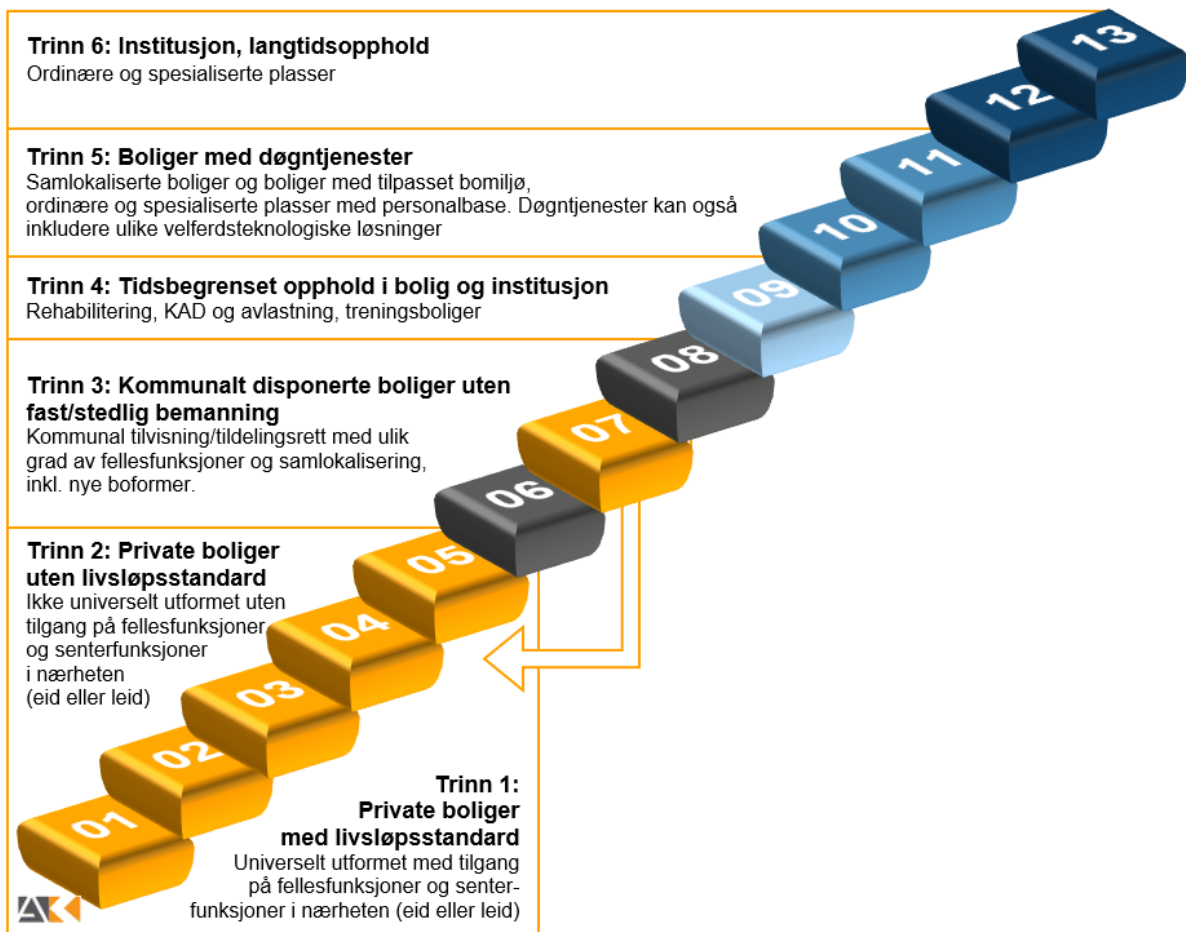 Trinn 6: Institusjon, langtidsopphold
Ordinære og spesialiserte plasser
Trinn 5: Boliger med døgntjenester
Samlokaliserte boliger og boliger med tilpasset bomiljø,
ordinære og spesialiserte plasser med personalbase. Døgntjenester kan også
inkludere ulike velferdsteknologiske løsninger
Trinn 4: Tidsbegrenset opphold i bolig og institusjon
Rehabilitering, KAD og avlastning, treningsboliger
Trinn 3: Kommunalt disponerte boliger uten
fast/stedlig bemanning
Kommunal tilvisning/tildelingsrett med ulik
grad av fellesfunksjoner og samlokalisering,
inkl. nye boformer.
Trinn 2: Private boliger
uten livsløpsstandard
Ikke universelt utformet uten
tilgang på fellesfunksjoner
og senterfunksjoner
i nærheten
(eid eller leid)
Trinn 1:
Private boliger
med livsløpsstandard
Universelt utformet med tilgang
på fellesfunksjoner og senter-
funksjoner i nærheten (eid eller leid)
13
12
11
10
09
08
07
06
05
04
03
02
01